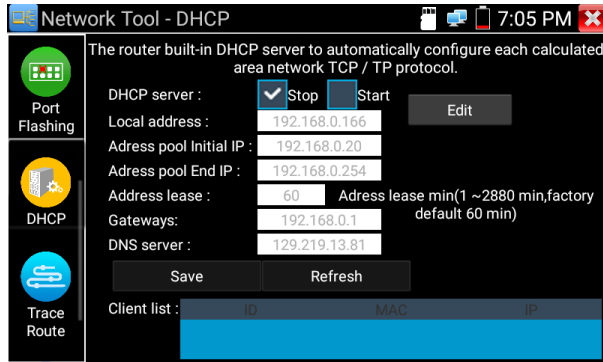 Network Tool - DHCP 7:05 PM
The router built-in DHCP server to automatically configure each calculated
area network TCP / TP protocol.
Port
Flashing
DHCP
Trace
Route
DHCP server : Stop Start
Edit
Local address : 192.168.0.166
Adress pool Initial IP : 192.168.0.20
Adress pool End IP : 192.168.0.254
Address lease : 60 Adress lease min(1 ~2880 min,factory
default 60 min)
Gateways: 192.168.0.1
DNS server : 129.219.13.81
Save Refresh
Client list : ID MAC IP